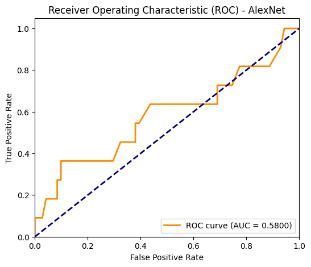 Receiver Operating Characteristic (ROC) - AlexNet
1.0
0.8
0.6
0.4
0.2
0.0
True Positive Rate
ROC curve (AUC = 0.5800)
0.0 0.2 0.4 0.6 0.8 1.0
False Positive Rate